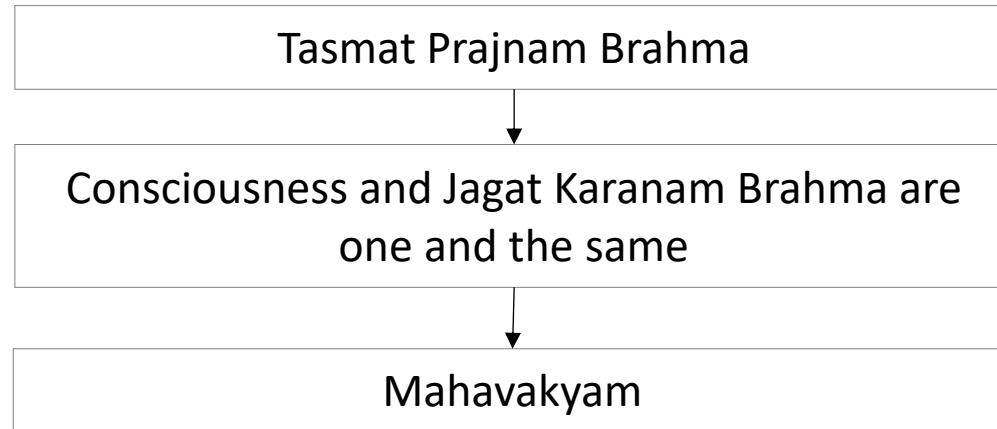 Tasmat Prajnam Brahma
Consciousness and Jagat Karanam Brahma are
one and the same
Mahavakyam